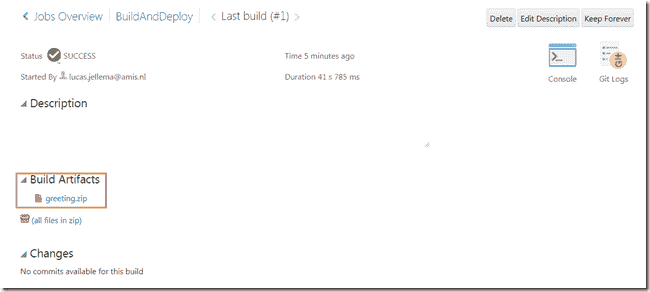 Jobs Overview BuildAndDeploy Last build (#1) Delete Edit Description Keep Forever
Status SUCCESS Time 5 minutes ago
Started By lucas.jellema@amis.nl Duration 41 s 785 ms
Console Git Logs
Description
Build Artifacts
greeting.zip
(all files in zip)
Changes
No commits available for this build